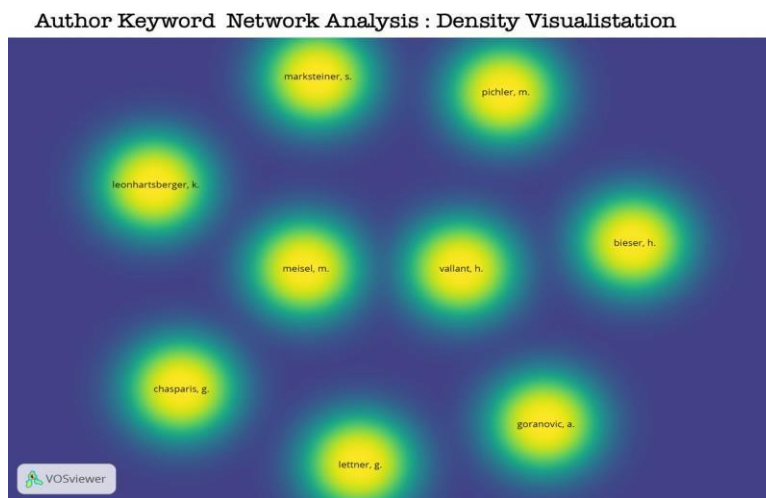 Author Keyword Network Analysis : Density Visualistation
marksteiner, s.
pichler, m.
leonhartsberger, k.
bieser, h.
meisel, m.
vallant, h.
chasparis, g.
goranovic, a.
lettner, g.
VOSviewer